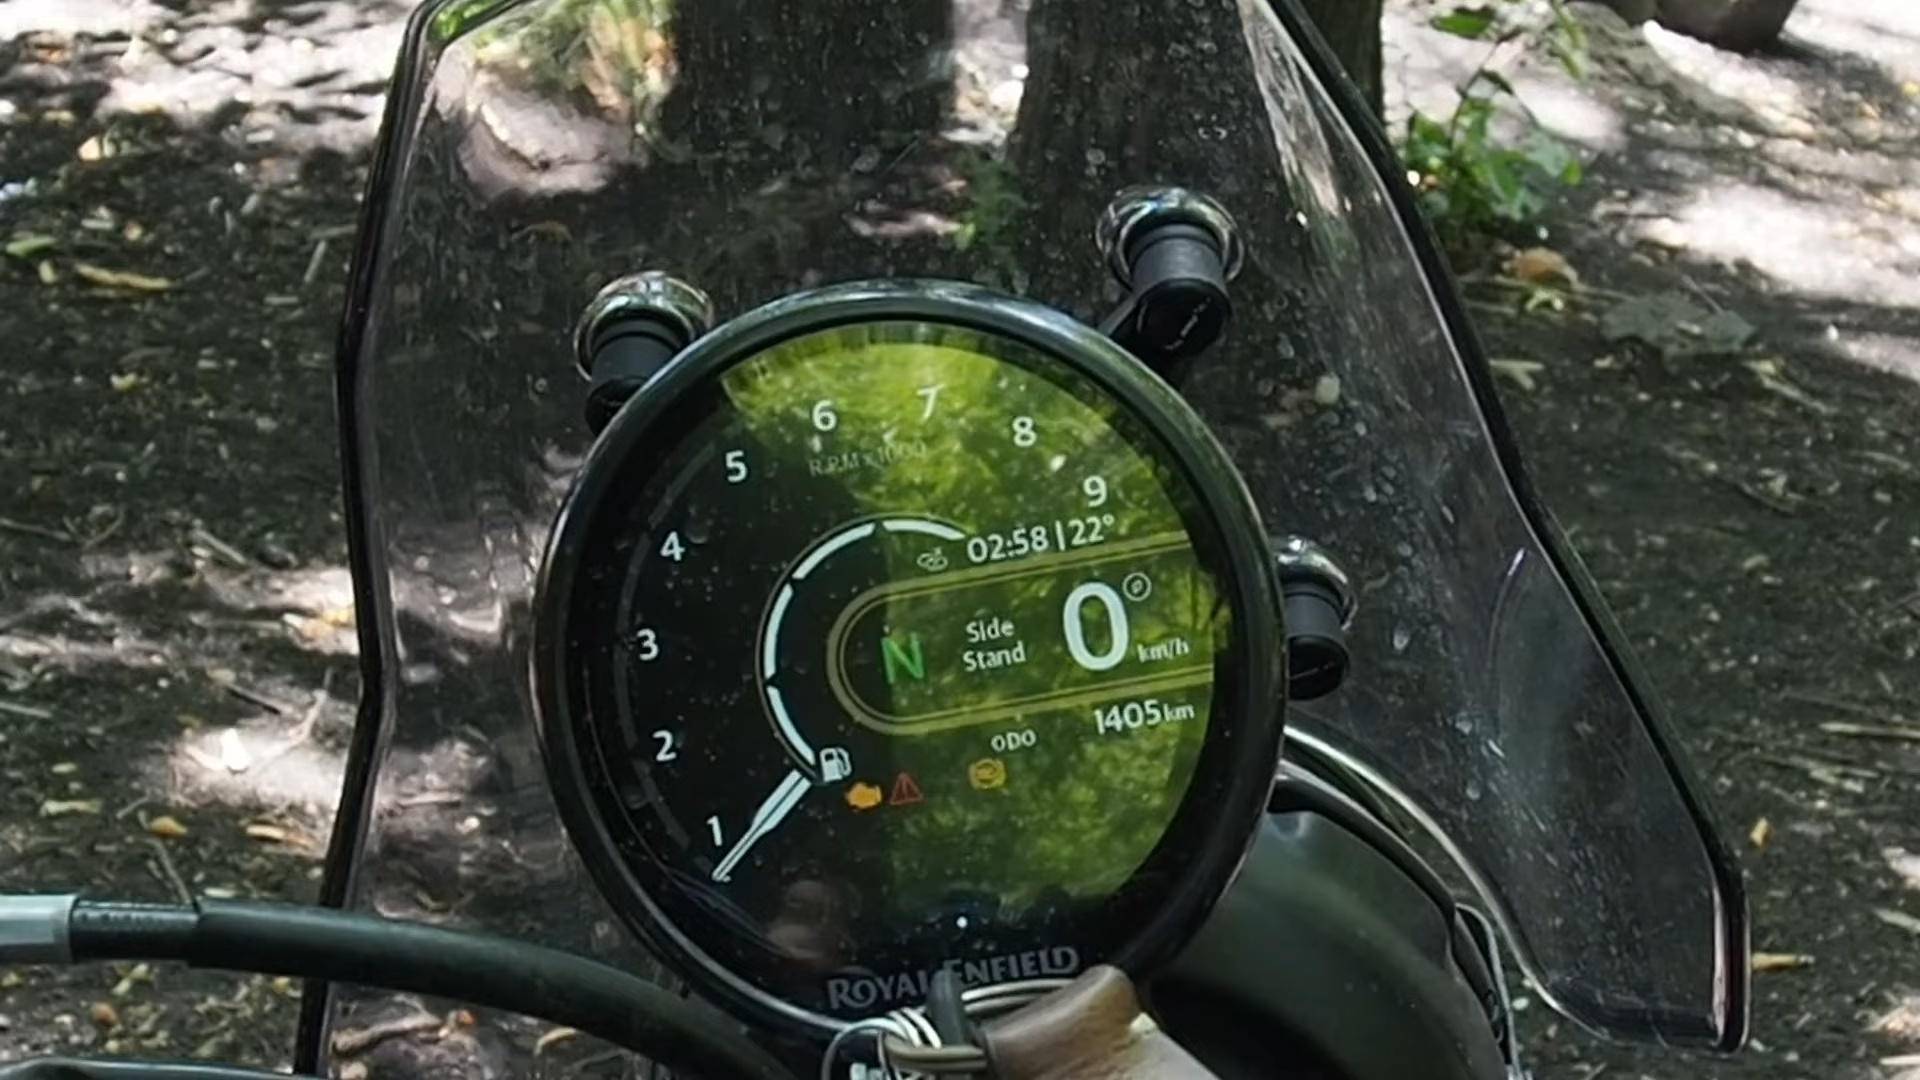 6 7 8
R.P.M x1000
5 9
4
02:58 | 22°
3
N Side Stand 0 km/h
2
1405 km
ODO
1
ROYAL ENFIELD